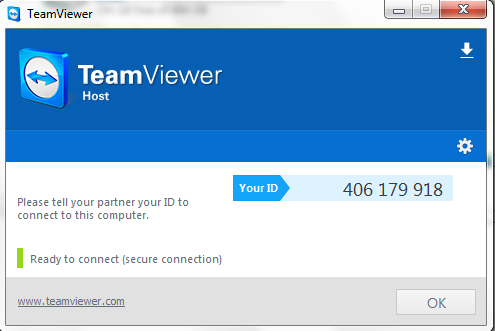 TeamViewer
TeamViewer
Host
Your ID
406 179 918
Please tell your partner your ID to
connect to this computer.
Ready to connect (secure connection)
www.teamviewer.com
OK